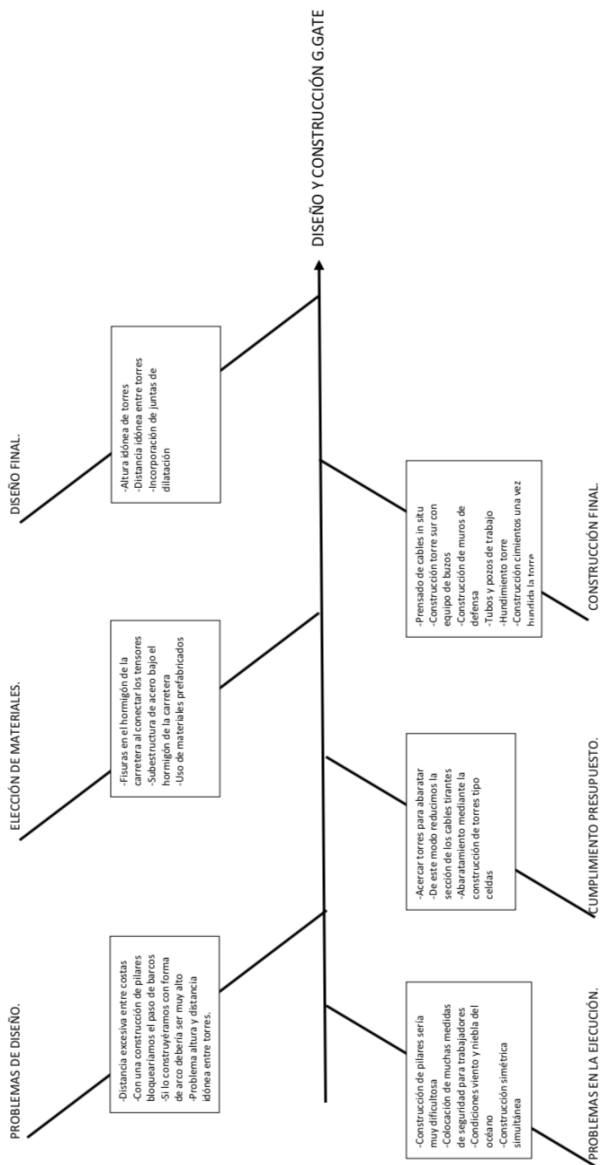 PROBLEMAS DE DISEÑO.
-Distancia excesiva entre costas
-Con una construcción de pilares
bloquearíamos el paso de barcos
-Si lo construyéramos con forma
de arco debería ser muy alto
-Problema altura y distancia
idónea entre torres.
ELECCIÓN DE MATERIALES.
-Fisuras en el hormigón de la
carretera al conectar los tensores
-Subestructura de acero bajo el
hormigón de la carretera
-Uso de materiales prefabricados
DISEÑO FINAL.
-Altura idónea de torres
-Distancia idónea entre torres
-Incorporación de juntas de
dilatación
DISEÑO Y CONSTRUCCIÓN G.GATE
-Construcción de pilares sería
muy dificultosa
-Colocación de muchas medidas
de seguridad para trabajadores
-Condiciones viento y niebla del
océano
-Construcción simétrica
simultánea
PROBLEMAS EN LA EJECUCIÓN.
-Acercar torres para abaratar
-De este modo reducimos la
sección de los cables tirantes
-Abaratamiento mediante la
construcción de torres tipo
celdas
CUMPLIMIENTO PRESUPUESTO.
-Prensado de cables in situ
-Construcción torre sur con
equipo de buzos
-Construcción de muros de
defensa
-Tubos y pozos de trabajo
-Hundimiento torre
-Construcción cimientos una vez
hundida la torre
CONSTRUCCIÓN FINAL.